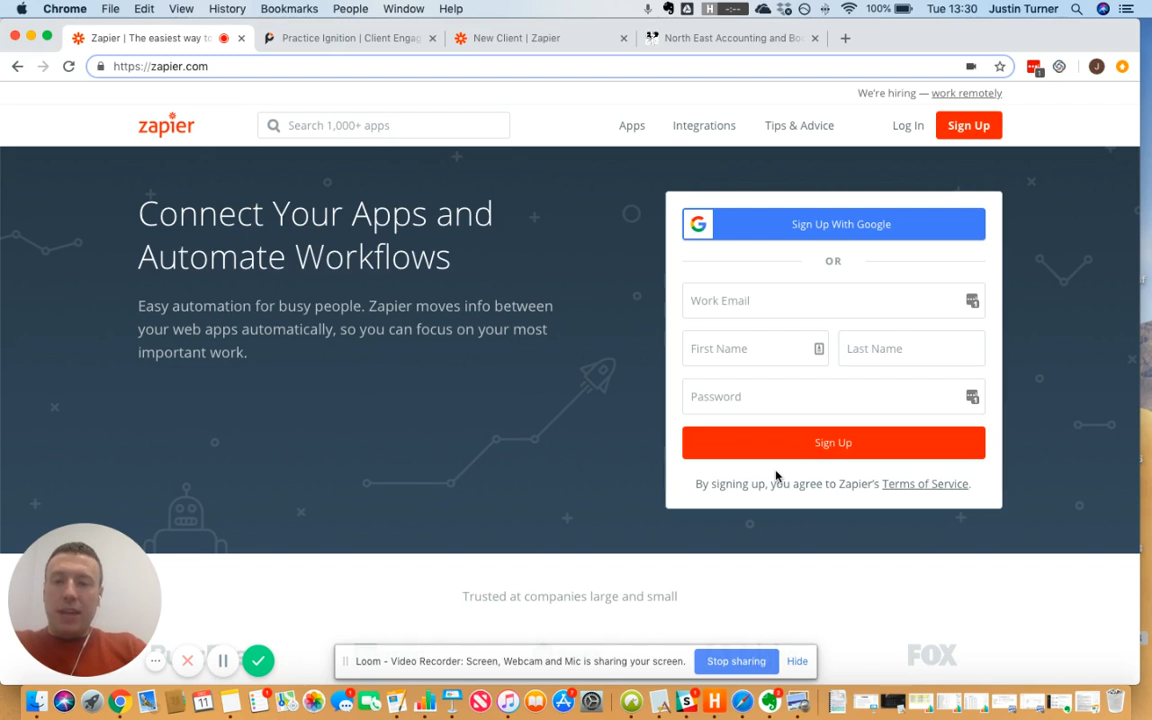 Chrome File Edit View History Bookmarks People Window Help
H --:-- 100% Tue 13:30 Justin Turner
Zapier | The easiest way to
Practice Ignition | Client Engag
New Client | Zapier
North East Accounting and Bo
https://zapier.com
1
J
We're hiring — work remotely
zapier
Search 1,000+ apps
Apps Integrations Tips & Advice Log In Sign Up
Connect Your Apps and
Automate Workflows
Easy automation for busy people. Zapier moves info between
your web apps automatically, so you can focus on your most
important work.
G Sign Up With Google
OR
Work Email
First Name Last Name
Password
Sign Up
By signing up, you agree to Zapier's Terms of Service.
Trusted at companies large and small
FOX
Loom - Video Recorder: Screen, Webcam and Mic is sharing your screen. Stop sharing Hide